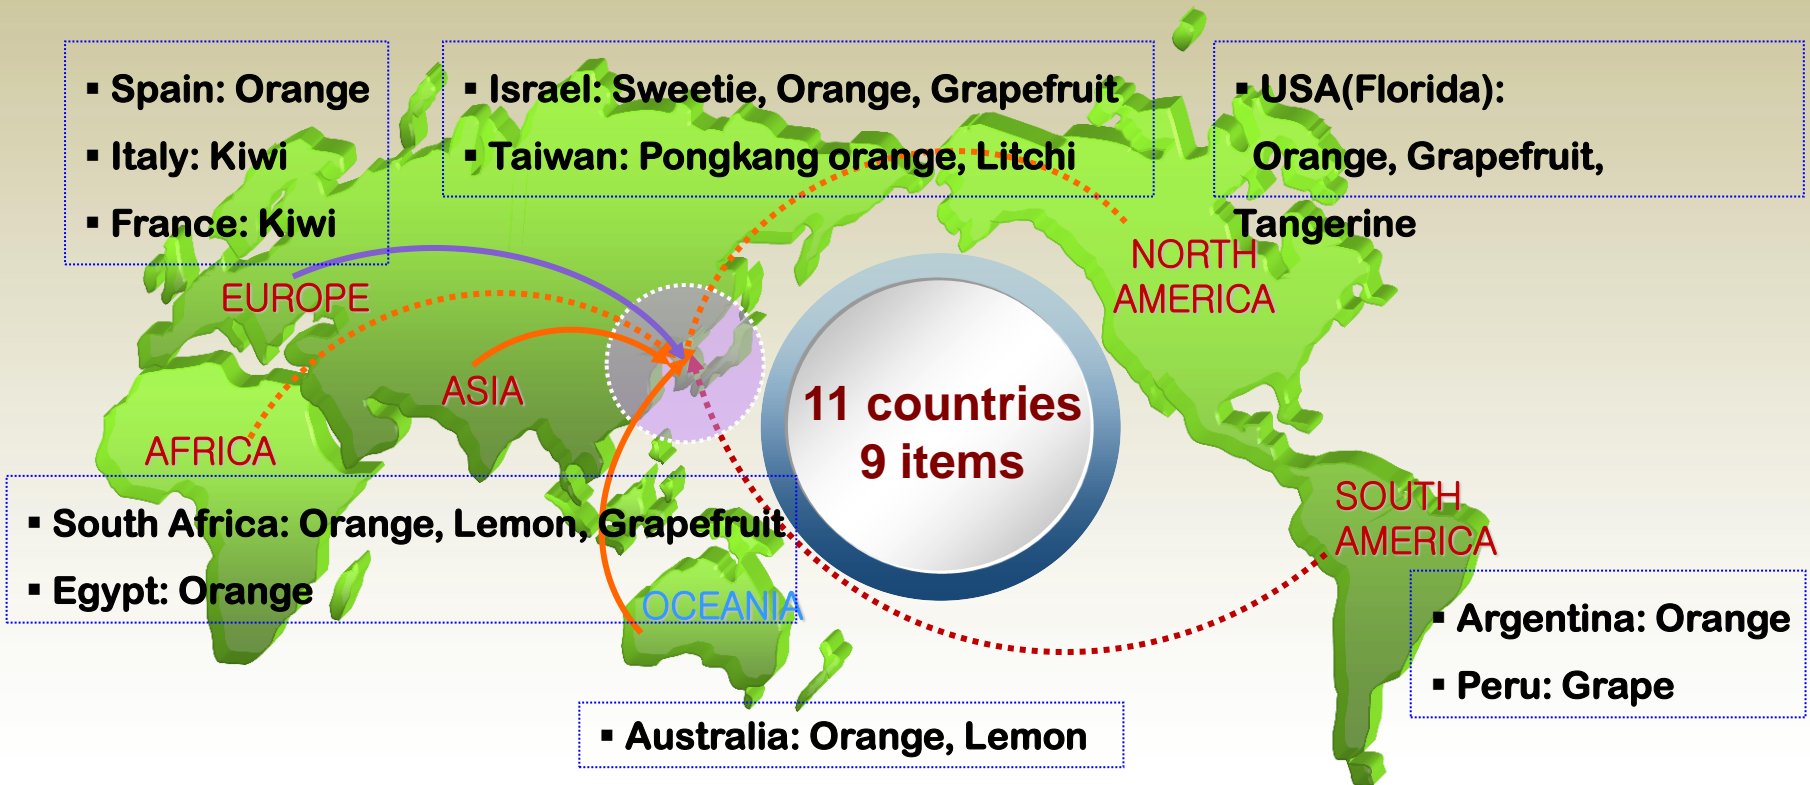 ▪ Spain: Orange
▪ Italy: Kiwi
▪ France: Kiwi
▪ Israel: Sweetie, Orange, Grapefruit
▪ Taiwan: Pongkang orange, Litchi
▪ USA(Florida):
Orange, Grapefruit,
Tangerine
NORTH
AMERICA
EUROPE
ASIA
AFRICA
11 countries
9 items
SOUTH
AMERICA
▪ South Africa: Orange, Lemon, Grapefruit
▪ Egypt: Orange
OCEANIA
▪ Argentina: Orange
▪ Peru: Grape
▪ Australia: Orange, Lemon